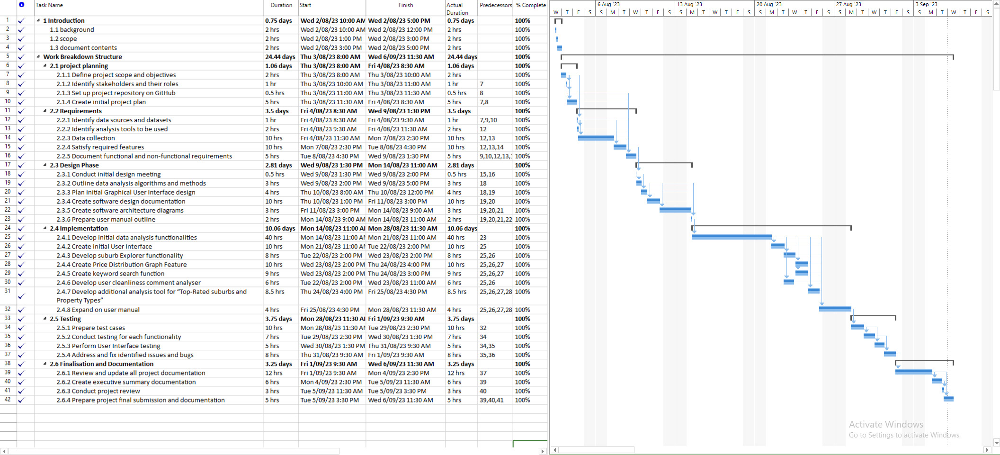 Task Name Duration Start Finish Actual Duration Predecessors % Complete
6 Aug '23 13 Aug '23 20 Aug '23 27 Aug '23 3 Sep '23
W T F S S M T W T F S S M T W T F S S M T W T F S S M T W T F S S M T W T F S
1 1 Introduction 0.75 days Wed 2/08/23 10:00 AM Wed 2/08/23 5:00 PM 0.75 days 100%
2 1.1 background 2 hrs Wed 2/08/23 10:00 AM Wed 2/08/23 12:00 PM 2 hrs 100%
3 1.2 scope 2 hrs Wed 2/08/23 1:00 PM Wed 2/08/23 3:00 PM 2 hrs 100%
4 1.3 document contents 2 hrs Wed 2/08/23 3:00 PM Wed 2/08/23 5:00 PM 2 hrs 100%
5 Work Breakdown Structure 24.44 days Thu 3/08/23 8:00 AM Wed 6/09/23 11:30 AM 24.44 days 100%
6 2.1 project planning 1.06 days Thu 3/08/23 8:00 AM Fri 4/08/23 8:30 AM 1.06 days 100%
7 2.1.1 Define project scope and objectives 2 hrs Thu 3/08/23 8:00 AM Thu 3/08/23 10:00 AM 2 hrs 100%
8 2.1.2 Identify stakeholders and their roles 1 hr Thu 3/08/23 10:00 AM Thu 3/08/23 11:00 AM 1 hr 7 100%
9 2.1.3 Set up project repository on GitHub 0.5 hrs Thu 3/08/23 11:00 AM Thu 3/08/23 11:30 AM 0.5 hrs 8 100%
10 2.1.4 Create initial project plan 5 hrs Thu 3/08/23 11:30 AM Fri 4/08/23 8:30 AM 5 hrs 7,8 100%
11 2.2 Requirements 3.5 days Fri 4/08/23 8:30 AM Wed 9/08/23 1:30 PM 3.5 days 100%
12 2.2.1 Identify data sources and datasets 1 hr Fri 4/08/23 8:30 AM Fri 4/08/23 9:30 AM 1 hr 7,9,10 100%
13 2.2.2 Identify analysis tools to be used 2 hrs Fri 4/08/23 9:30 AM Fri 4/08/23 11:30 AM 2 hrs 12 100%
14 2.2.3 Data collection 10 hrs Fri 4/08/23 11:30 AM Mon 7/08/23 2:30 PM 10 hrs 12,13 100%
15 2.2.4 Satisfy required features 10 hrs Mon 7/08/23 2:30 PM Tue 8/08/23 4:30 PM 10 hrs 12,13,14 100%
16 2.2.5 Document functional and non-functional requirements 5 hrs Tue 8/08/23 4:30 PM Wed 9/08/23 1:30 PM 5 hrs 9,10,12,13, 100%
17 2.3 Design Phase 2.81 days Wed 9/08/23 1:30 PM Mon 14/08/23 11:00 AM 2.81 days 100%
18 2.3.1 Conduct initial design meeting 0.5 hrs Wed 9/08/23 1:30 PM Wed 9/08/23 2:00 PM 0.5 hrs 15,16 100%
19 2.3.2 Outline data analysis algorithms and methods 3 hrs Wed 9/08/23 2:00 PM Wed 9/08/23 5:00 PM 3 hrs 18 100%
20 2.3.3 Plan initial Graphical User Interface design 4 hrs Thu 10/08/23 8:00 AM Thu 10/08/23 12:00 PM 4 hrs 18,19 100%
21 2.3.4 Create software design documentation 10 hrs Thu 10/08/23 1:00 PM Fri 11/08/23 3:00 PM 10 hrs 19,20 100%
22 2.3.5 Create software architecture diagrams 3 hrs Fri 11/08/23 3:00 PM Mon 14/08/23 9:00 AM 3 hrs 19,20,21 100%
23 2.3.6 Prepare user manual outline 2 hrs Mon 14/08/23 9:00 AM Mon 14/08/23 11:00 AM 2 hrs 19,20,21,22 100%
24 2.4 Implementation 10.06 days Mon 14/08/23 11:00 AM Mon 28/08/23 11:30 AM 10.06 days 100%
25 2.4.1 Develop initial data analysis functionalities 40 hrs Mon 14/08/23 11:00 AM Mon 21/08/23 11:00 AM 40 hrs 23 100%
26 2.4.2 Create initial User Interface 10 hrs Mon 21/08/23 11:00 AM Tue 22/08/23 2:00 PM 10 hrs 25 100%
27 2.4.3 Develop suburb Explorer functionality 8 hrs Tue 22/08/23 2:00 PM Wed 23/08/23 2:00 PM 8 hrs 25,26 100%
28 2.4.4 Create Price Distribution Graph Feature 10 hrs Wed 23/08/23 2:00 PM Thu 24/08/23 4:00 PM 10 hrs 25,26,27 100%
29 2.4.5 Create keyword search function 9 hrs Wed 23/08/23 2:00 PM Thu 24/08/23 3:00 PM 9 hrs 25,26,27 100%
30 2.4.6 Develop user cleanliness comment analyser 6 hrs Tue 22/08/23 2:00 PM Wed 23/08/23 11:00 AM 6 hrs 25,26 100%
31 2.4.7 Develop additional analysis tool for “Top-Rated suburbs and Property Types” 8.5 hrs Thu 24/08/23 4:00 PM Fri 25/08/23 4:30 PM 8.5 hrs 25,26,27,28 100%
32 2.4.8 Expand on user manual 4 hrs Fri 25/08/23 4:30 PM Mon 28/08/23 11:30 AM 4 hrs 25,26,27,28 100%
33 2.5 Testing 3.75 days Mon 28/08/23 11:30 AM Fri 1/09/23 9:30 AM 3.75 days 100%
34 2.5.1 Prepare test cases 10 hrs Mon 28/08/23 11:30 AM Tue 29/08/23 2:30 PM 10 hrs 32 100%
35 2.5.2 Conduct testing for each functionality 7 hrs Tue 29/08/23 2:30 PM Wed 30/08/23 1:30 PM 7 hrs 34 100%
36 2.5.3 Perform User Interface testing 5 hrs Wed 30/08/23 1:30 PM Thu 31/08/23 9:30 AM 5 hrs 34,35 100%
37 2.5.4 Address and fix identified issues and bugs 8 hrs Thu 31/08/23 9:30 AM Fri 1/09/23 9:30 AM 8 hrs 35,36 100%
38 2.6 Finalisation and Documentation 3.25 days Fri 1/09/23 9:30 AM Wed 6/09/23 11:30 AM 3.25 days 100%
39 2.6.1 Review and update all project documentation 12 hrs Fri 1/09/23 9:30 AM Mon 4/09/23 2:30 PM 12 hrs 37 100%
40 2.6.2 Create executive summary documentation 6 hrs Mon 4/09/23 2:30 PM Tue 5/09/23 11:30 AM 6 hrs 39 100%
41 2.6.3 Conduct project review 3 hrs Tue 5/09/23 11:30 AM Tue 5/09/23 3:30 PM 3 hrs 40 100%
42 2.6.4 Prepare project final submission and documentation 5 hrs Tue 5/09/23 3:30 PM Wed 6/09/23 11:30 AM 5 hrs 39,40,41 100%
Activate Windows
Go to Settings to activate Windows.